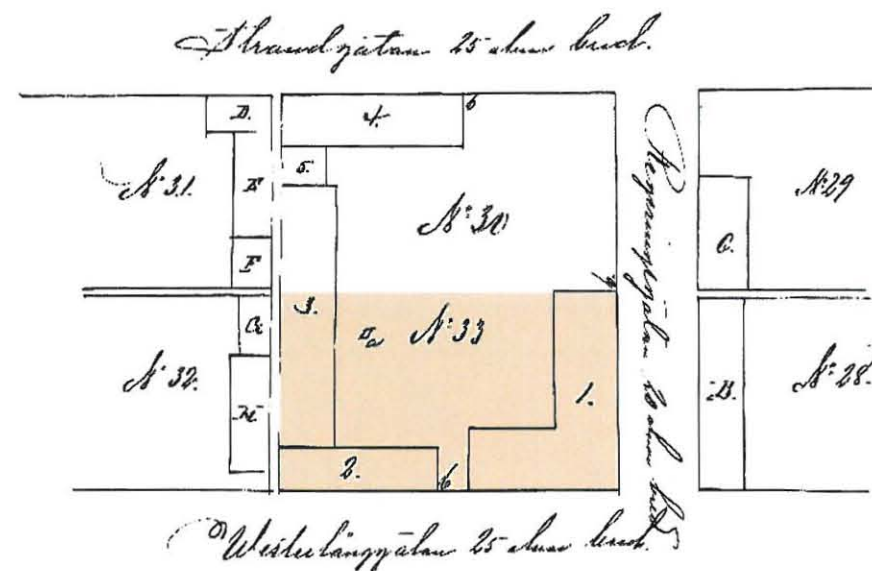 Strandgatan 25 alnar bred.
D.
4.
6
5.
N:o 31.
E
N:o 30
N:o 29
C.
F
Regeringsgatan 20 alnar bred
3.
a
N:o 33
G
N:o 32.
1.
B.
N:o 28.
2.
6
Westerlånggatan 25 alnar bred.